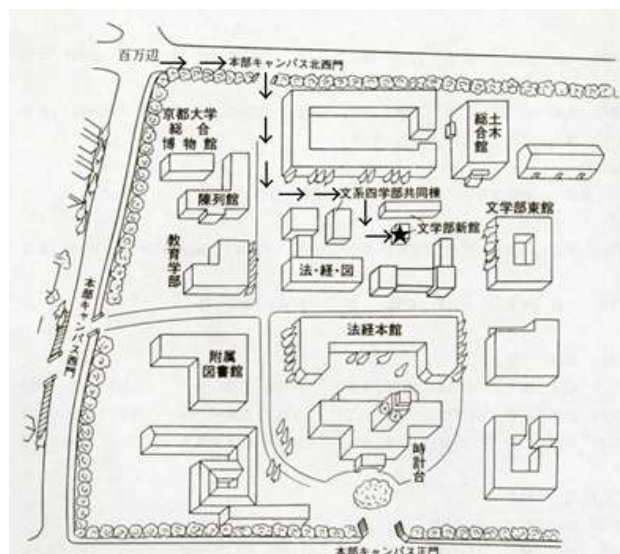 百万辺
本部キャンパス北西門
京都大学
総合
博物館
総合
土木館
陳列館
文系四学部共同棟
文学部新館
文学部東館
教育学部
法・経・図
本部キャンパス西門
法経本館
附属
図書館
時計台
本部キャンパス正門